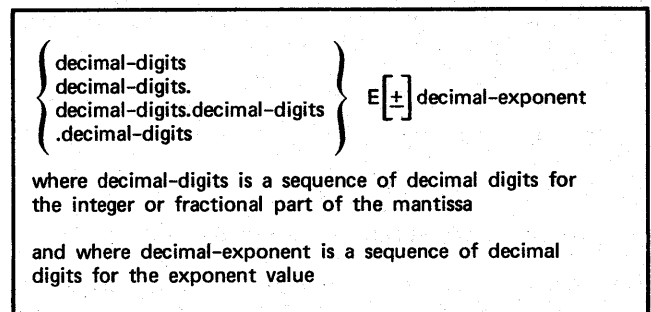 decimal-digits
decimal-digits.
decimal-digits.decimal-digits
.decimal-digits
E[±] decimal-exponent
where decimal-digits is a sequence of decimal digits for
the integer or fractional part of the mantissa
and where decimal-exponent is a sequence of decimal
digits for the exponent value